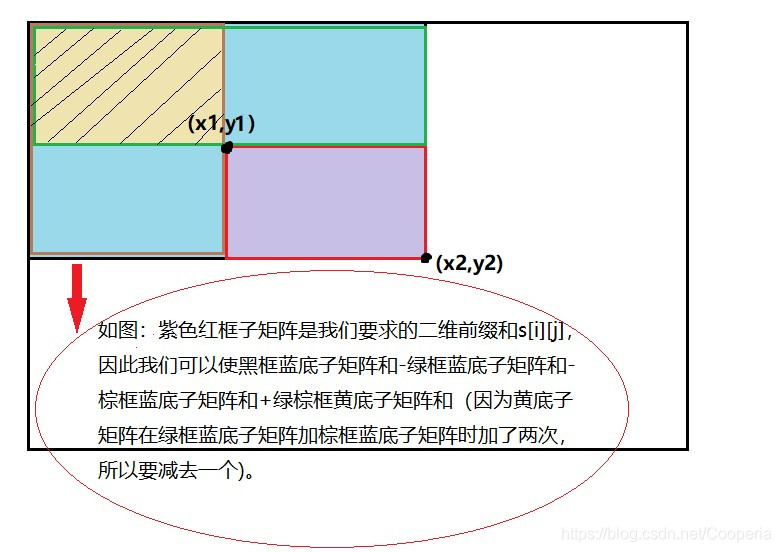 (x1,y1)
(x2,y2)
如图：紫色红框子矩阵是我们要求的二维前缀和s[i][j]，
因此我们可以使黑框蓝底子矩阵和-绿框蓝底子矩阵和-
棕框蓝底子矩阵和+绿棕框黄底子矩阵和（因为黄底子
矩阵在绿框蓝底子矩阵加棕框蓝底子矩阵时加了两次，
所以要减去一个)。
https://blog.csdn.net/Cooperia